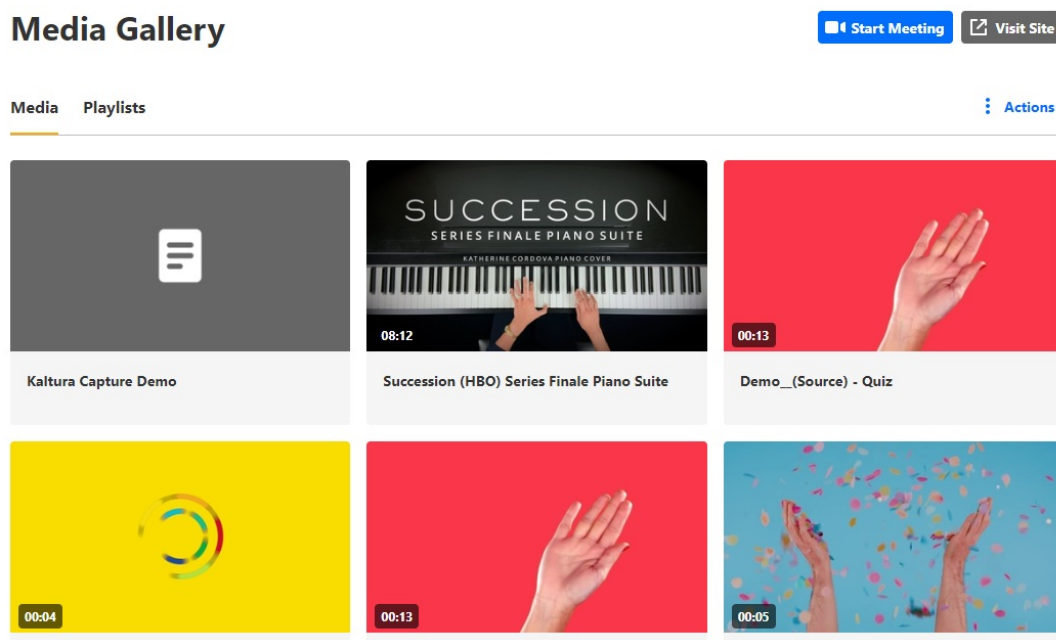 Media Gallery
Start Meeting
Visit Site
Media
Playlists
Actions
SUCCESSION
SERIES FINALE PIANO SUITE
KATHERINE CORDOVA PIANO COVER
08:12
00:13
Kaltura Capture Demo
Succession (HBO) Series Finale Piano Suite
Demo__(Source) - Quiz
00:04
00:13
00:05